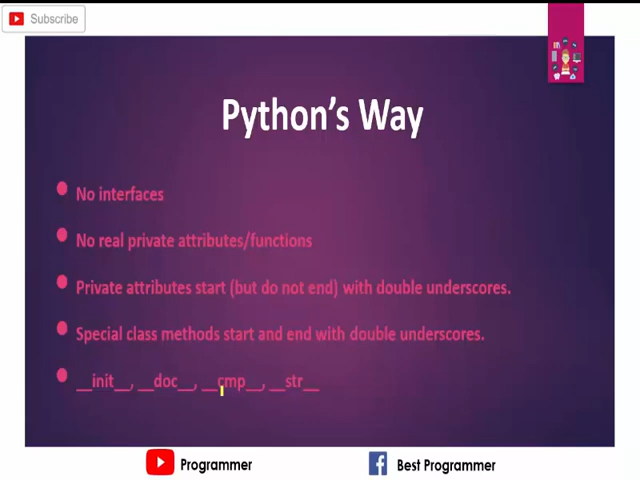 Subscribe
Python's Way
No interfaces
No real private attributes/functions
Private attributes start (but do not end) with double underscores.
Special class methods start and end with double underscores.
__init__, __doc__, __cmp__, __str__
Programmer
Best Programmer